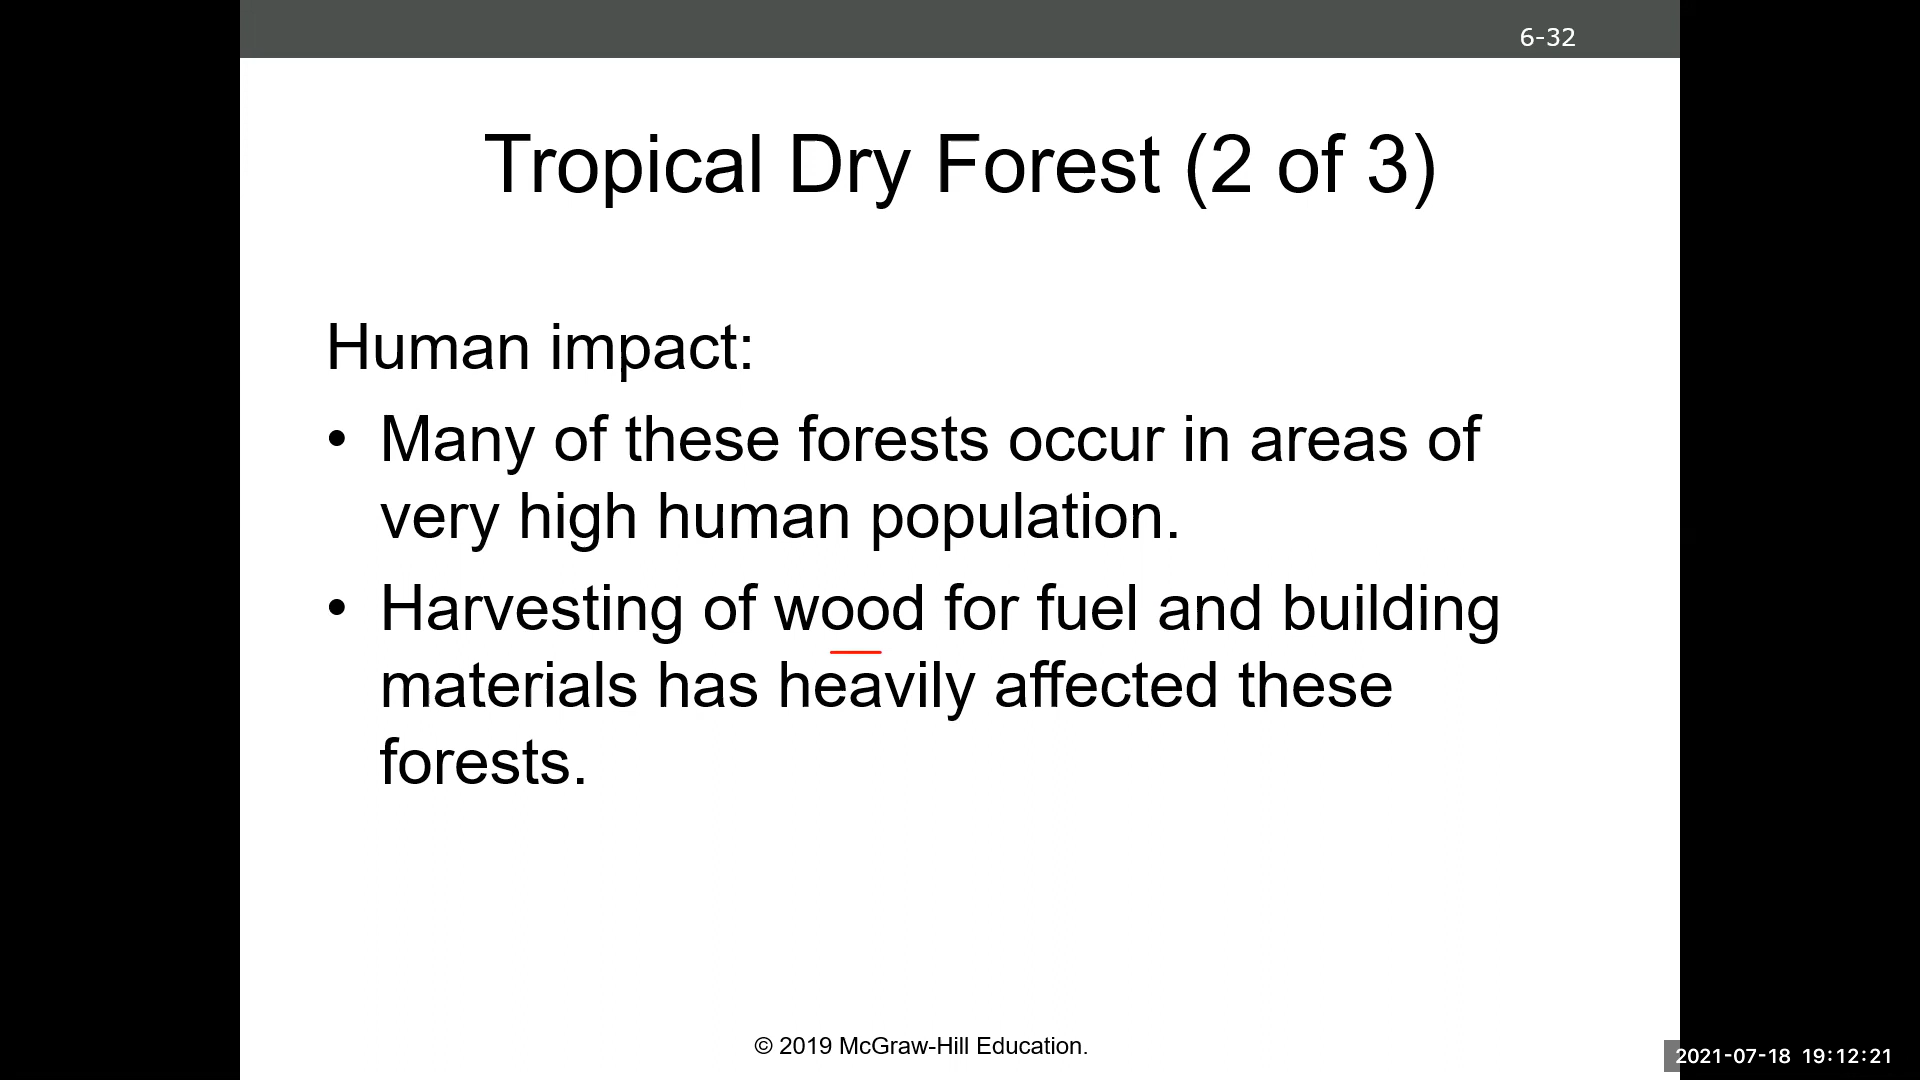 6-32
Tropical Dry Forest (2 of 3)
Human impact:
• Many of these forests occur in areas of
very high human population.
• Harvesting of wood for fuel and building
materials has heavily affected these
forests.
© 2019 McGraw-Hill Education.
2021-07-18 19:12:21